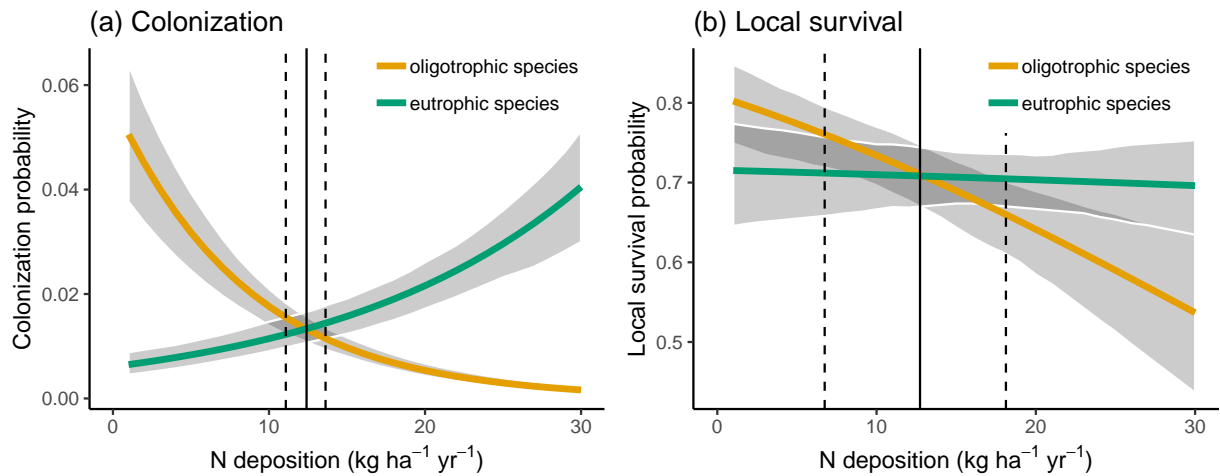 (a) Colonization
oligotrophic species
eutrophic species
Colonization probability
0.06
0.04
0.02
0.00
0
10
20
30
N deposition (kg ha⁻¹ yr⁻¹)
(b) Local survival
oligotrophic species
eutrophic species
Local survival probability
0.8
0.7
0.6
0.5
0
10
20
30
N deposition (kg ha⁻¹ yr⁻¹)